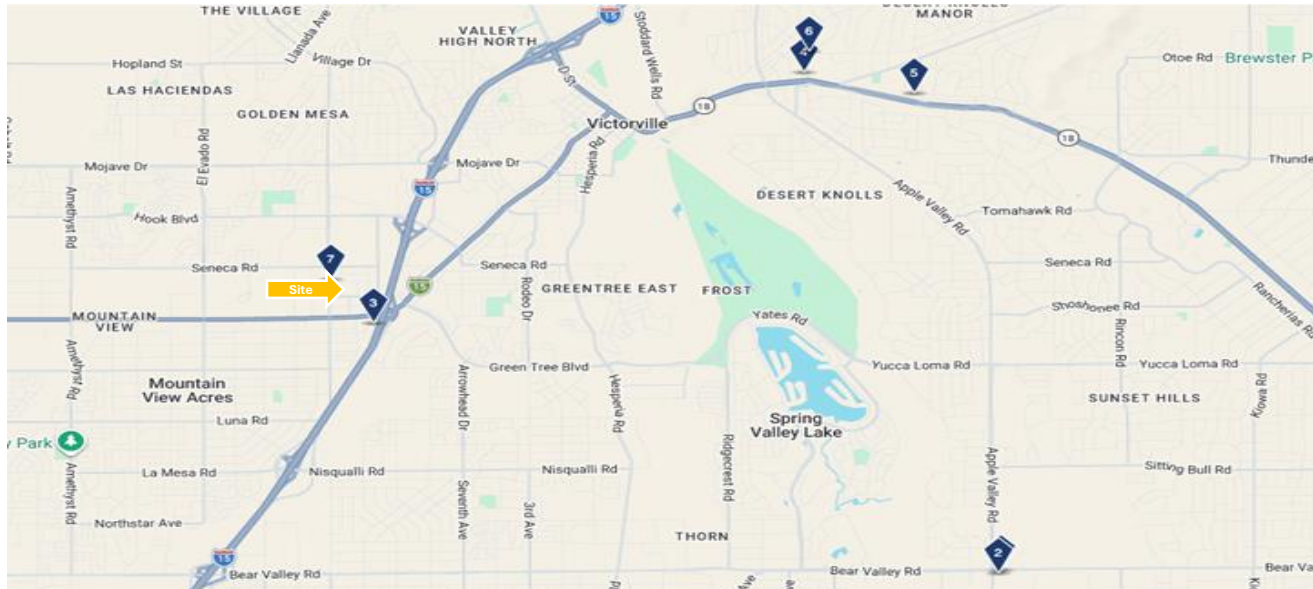 THE VILLAGE
Llanada Ave
15
Stoddard Wells Rd
MANOR
VALLEY
HIGH NORTH
6
4
Hopland St
Village Dr
D St
5
Otoe Rd
Brewster P
LAS HACIENDAS
GOLDEN MESA
18
Victorville
18
El Evado Rd
Hesperia Rd
Mojave Dr
Mojave Dr
Thunde
15
Amethyst Rd
DESERT KNOLLS
Apple Valley Rd
Hook Blvd
Tomahawk Rd
7
Seneca Rd
Seneca Rd
Seneca Rd
Site
15
Rodeo Dr
GREENTREE EAST
FROST
3
Shoshonee Rd
Rancherias Rd
MOUNTAIN
VIEW
Yates Rd
Rincon Rd
Amethyst Rd
Green Tree Blvd
Yucca Loma Rd
Yucca Loma Rd
Mountain
View Acres
Arrowhead Dr
Hesperia Rd
Kiowa Rd
SUNSET HILLS
Luna Rd
Spring
Valley Lake
y Park
Ridgecrest Rd
Apple Valley Rd
La Mesa Rd
Nisqualli Rd
Nisqualli Rd
Sitting Bull Rd
Amethyst Rd
Seventh Ave
3rd Ave
Northstar Ave
THORN
2
15
Bear Valley Rd
Bear Valley Rd
Bear Va
Ave